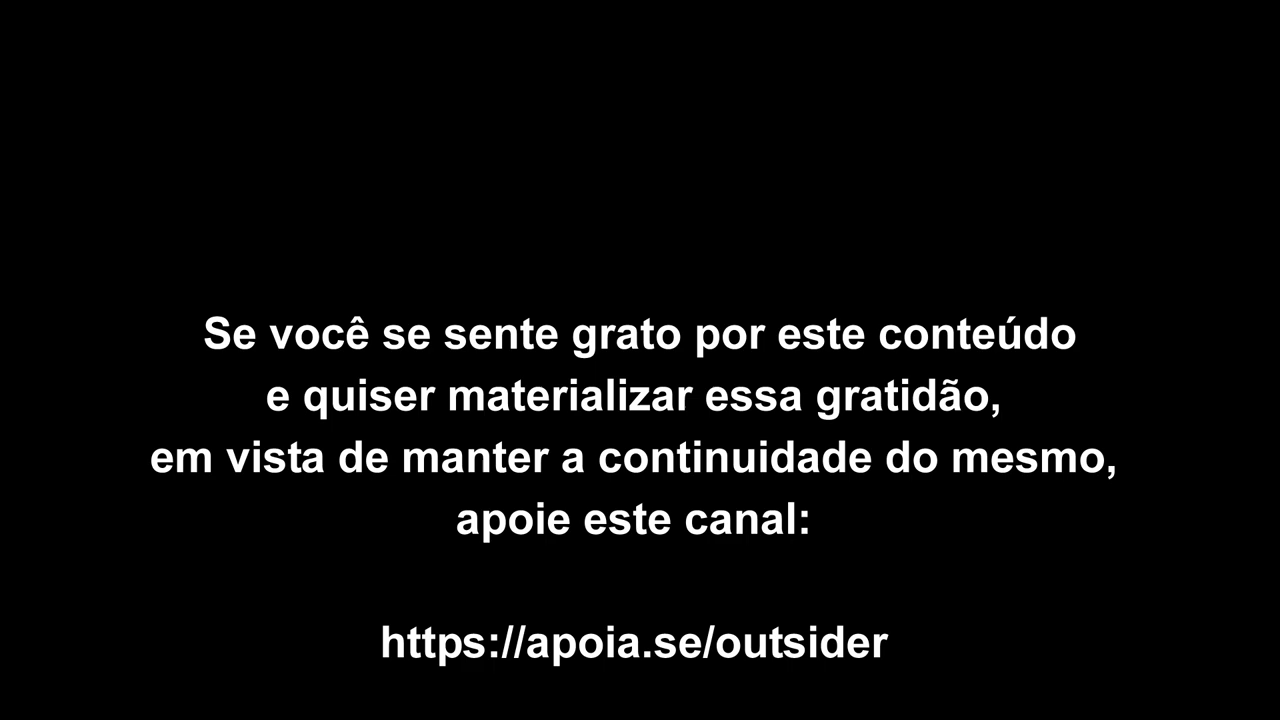 Se você se sente grato por este conteúdo
e quiser materializar essa gratidão,
em vista de manter a continuidade do mesmo,
apoie este canal:
https://apoia.se/outsider